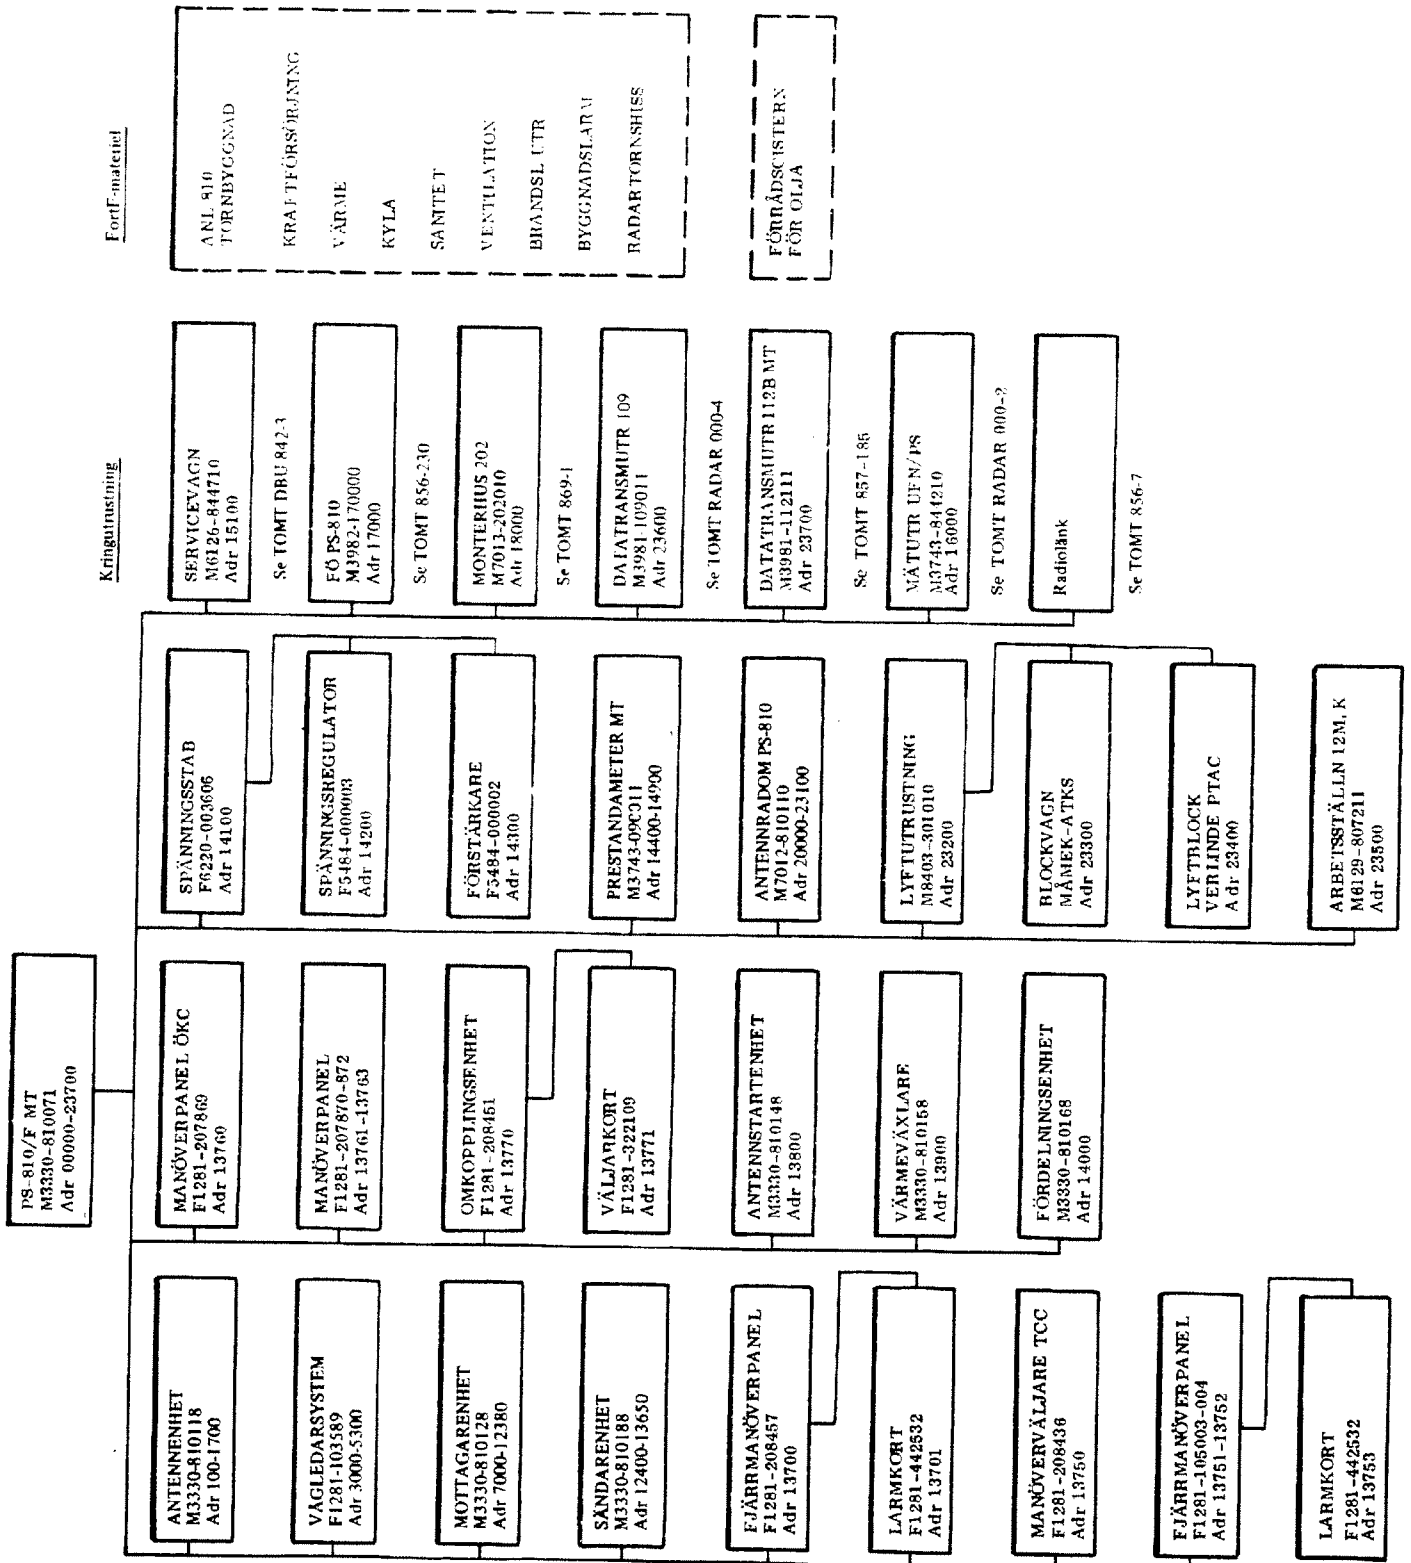 PS-810/F MT
M3330-810071
Adr 00000-23700
ANTENNENHET
M3330-810118
Adr 100-1700
VÅGLEDARSYSTEM
F1281-103589
Adr 3000-5300
MOTTAGARENHET
M3330-810128
Adr 7000-12380
SÄNDARENHET
M3330-810188
Adr 12400-13650
FJÄRRMANÖVERPANEL
F1281-208457
Adr 13700
LARMKORT
F1281-442532
Adr 13701
MANÖVERVÄLJARE TCC
F1281-208436
Adr 13750
FJÄRRMANÖVERPANEL
F1281-105003-004
Adr 13751-13752
LARMKORT
F1281-442532
Adr 13753
MANÖVERPANEL ÖKC
F1281-207869
Adr 13760
MANÖVERPANEL
F1281-207870-872
Adr 13761-13763
OMKOPPLINGSENHET
F1281-208451
Adr 13770
VÄLJARKORT
F1281-322109
Adr 13771
ANTENNSTARTENHET
M3330-810148
Adr 13800
VÄRMEVÄXLARE
M3330-810158
Adr 13900
FÖRDELNINGSENHET
M3330-810168
Adr 14000
SPÄNNINGSSTAB
F6220-003606
Adr 14100
SPÄNNINGSREGULATOR
F5484-000003
Adr 14200
FÖRSTÄRKARE
F5484-000002
Adr 14300
PRESTANDAMETER MT
M3743-090011
Adr 14400-14900
ANTENNRADOM PS-810
M7012-810110
Adr 20000-23100
LYFTUTRUSTNING
M8403-301010
Adr 23200
BLOCKVAGN
MÅMEK-ATKS
Adr 23300
LYFTBLOCK
VERLINDE PTAC
Adr 23400
ARBETSSTÄLLN 12M, K
M6129-807211
Adr 23500
Kringutrustning
SERVICEVAGN
M6126-844710
Adr 15100
Se TOMT DBU 842-3
FÖ PS-810
M3982-170000
Adr 17000
Se TOMT 856-230
MONTERHUS 202
M7013-202010
Adr 18000
Se TOMT 869-1
DATATRANSMUTR 109
M3981-109011
Adr 23600
Se TOMT RADAR 000-4
DATATRANSMUTR 112B MT
M3981-112111
Adr 23700
Se TOMT 857-186
MÄTUTR UFN/PS
M3743-841210
Adr 16000
Se TOMT RADAR 000-2
Radiolänk
Se TOMT 856-7
FortF-materiel
ANL 810
TORNBYGGNAD
KRAFTFÖRSÖRJNING
VÄRME
KYLA
SANITET
VENTILATION
BRANDSL UTR
BYGGNADSLARM
RADARTORNSHISS
FÖRRÅDSCISTERN
FÖR OLJA